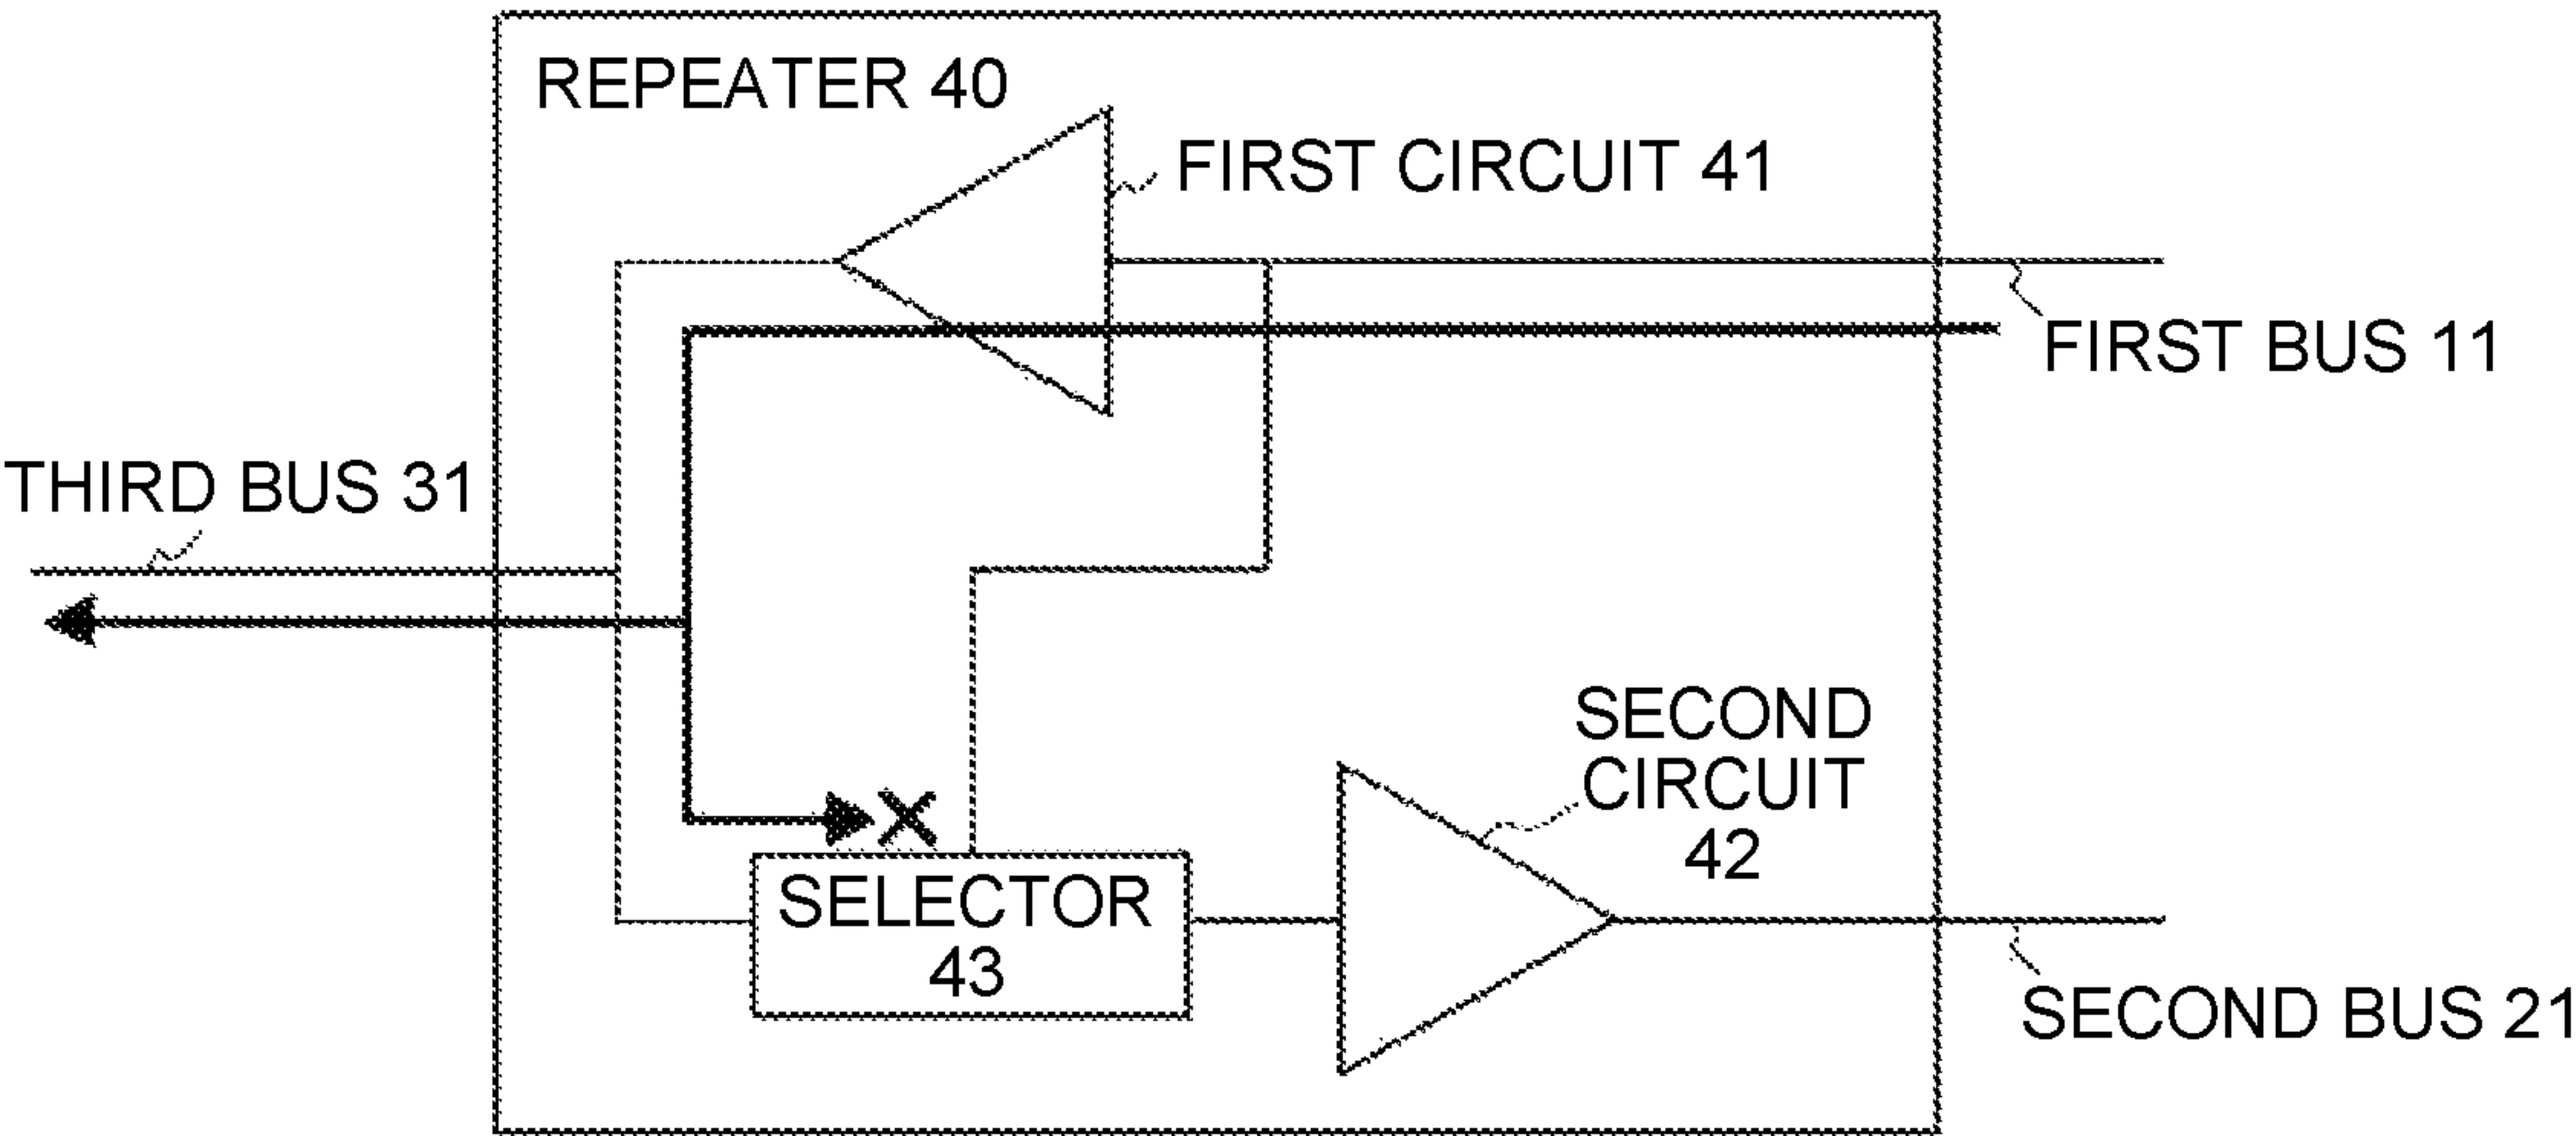 REPEATER 40
FIRST CIRCUIT 41
FIRST BUS 11
THIRD BUS 31
SECOND
CIRCUIT
42
SELECTOR
43
SECOND BUS 21